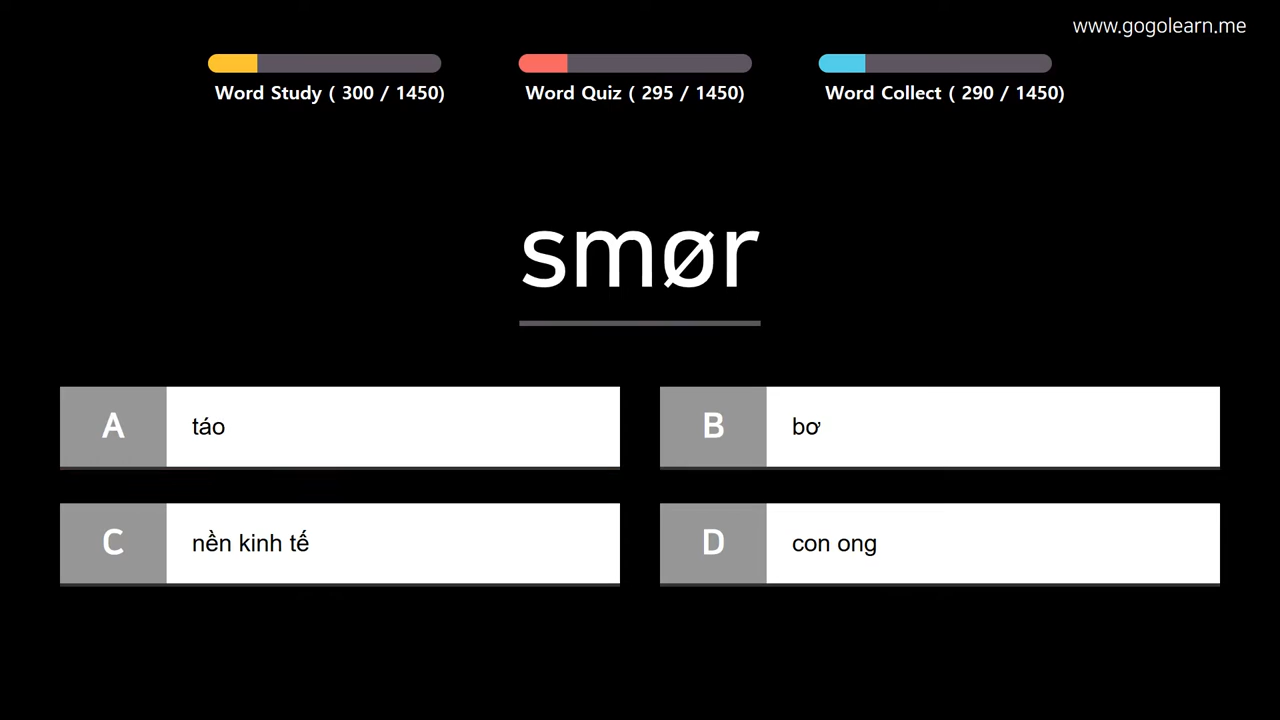 www.gogolearn.me
Word Study ( 300 / 1450)
Word Quiz ( 295 / 1450)
Word Collect ( 290 / 1450)
smør
A táo
B bơ
C nền kinh tế
D con ong